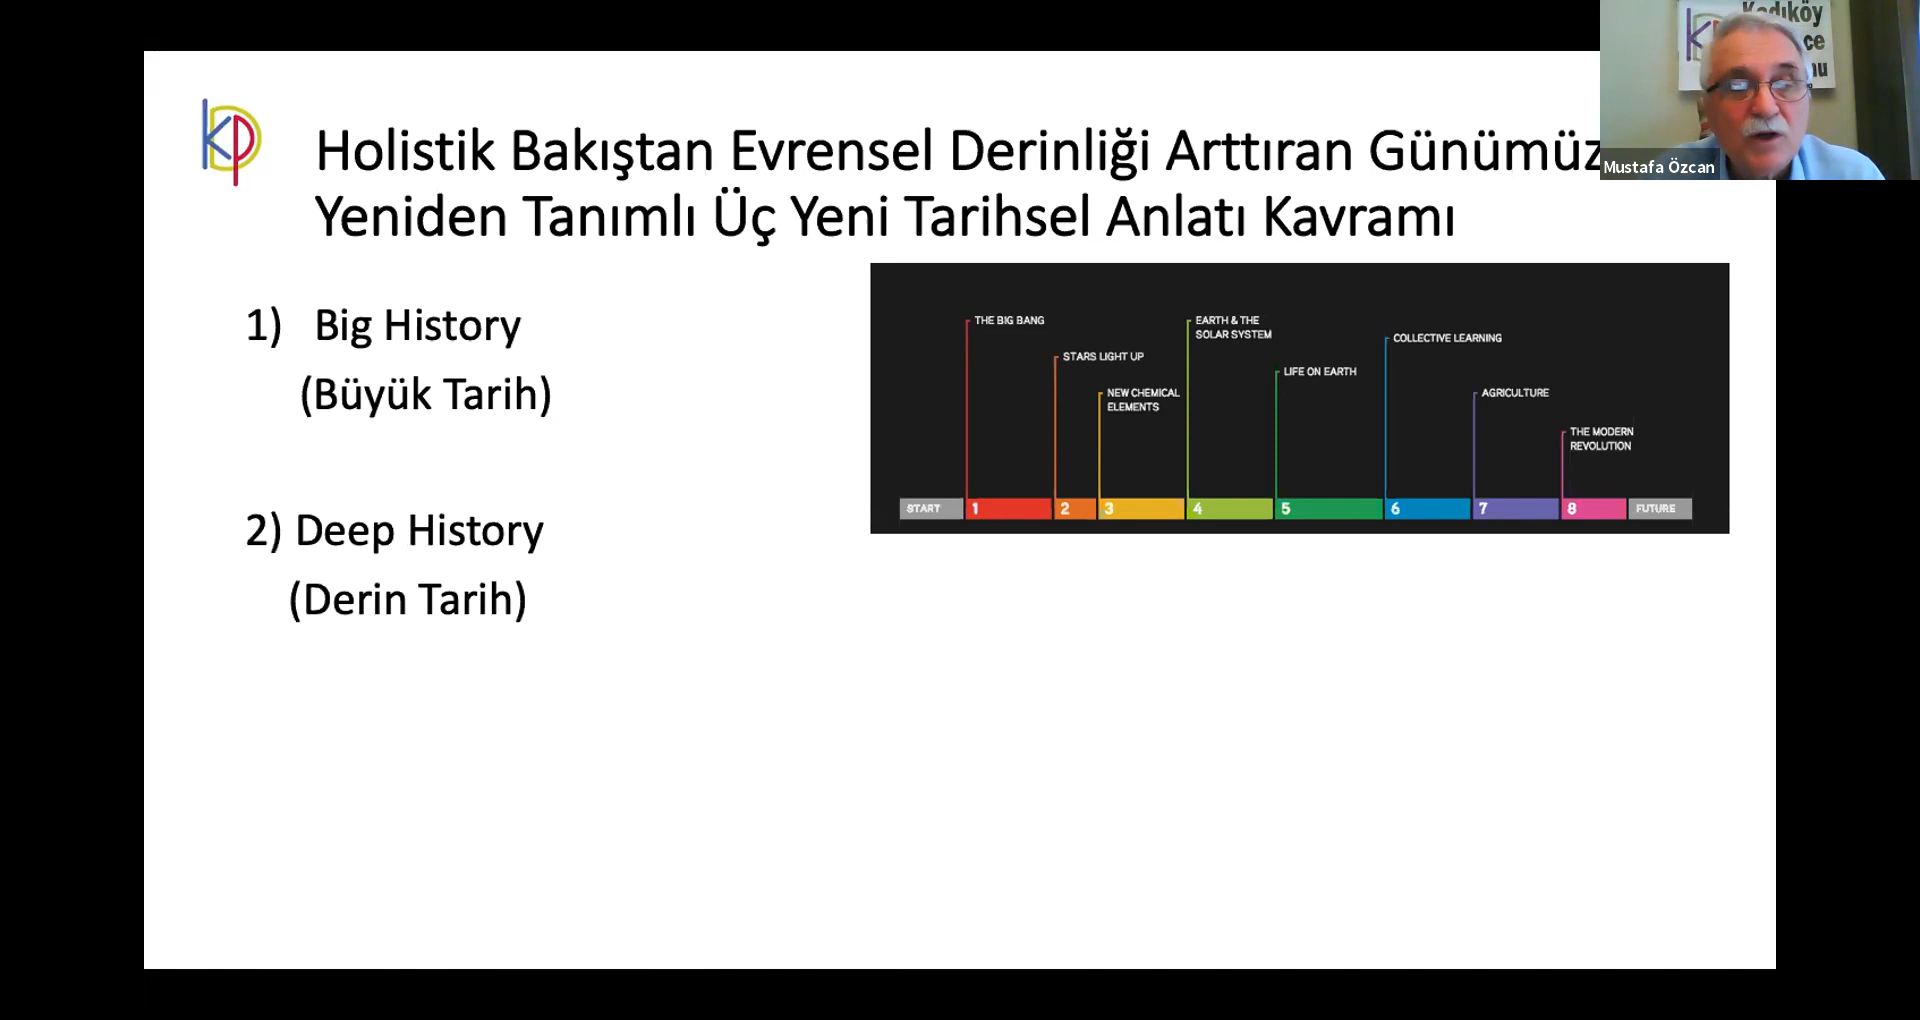 Holistik Bakıştan Evrensel Derinliği Arttıran Günümüz
Yeniden Tanımlı Üç Yeni Tarihsel Anlatı Kavramı
1) Big History
(Büyük Tarih)
2) Deep History
(Derin Tarih)
THE BIG BANG
STARS LIGHT UP
NEW CHEMICAL
ELEMENTS
EARTH & THE
SOLAR SYSTEM
LIFE ON EARTH
COLLECTIVE LEARNING
AGRICULTURE
THE MODERN
REVOLUTION
START 1 2 3 4 5 6 7 8 FUTURE
Kadıköy
Mustafa Özcan